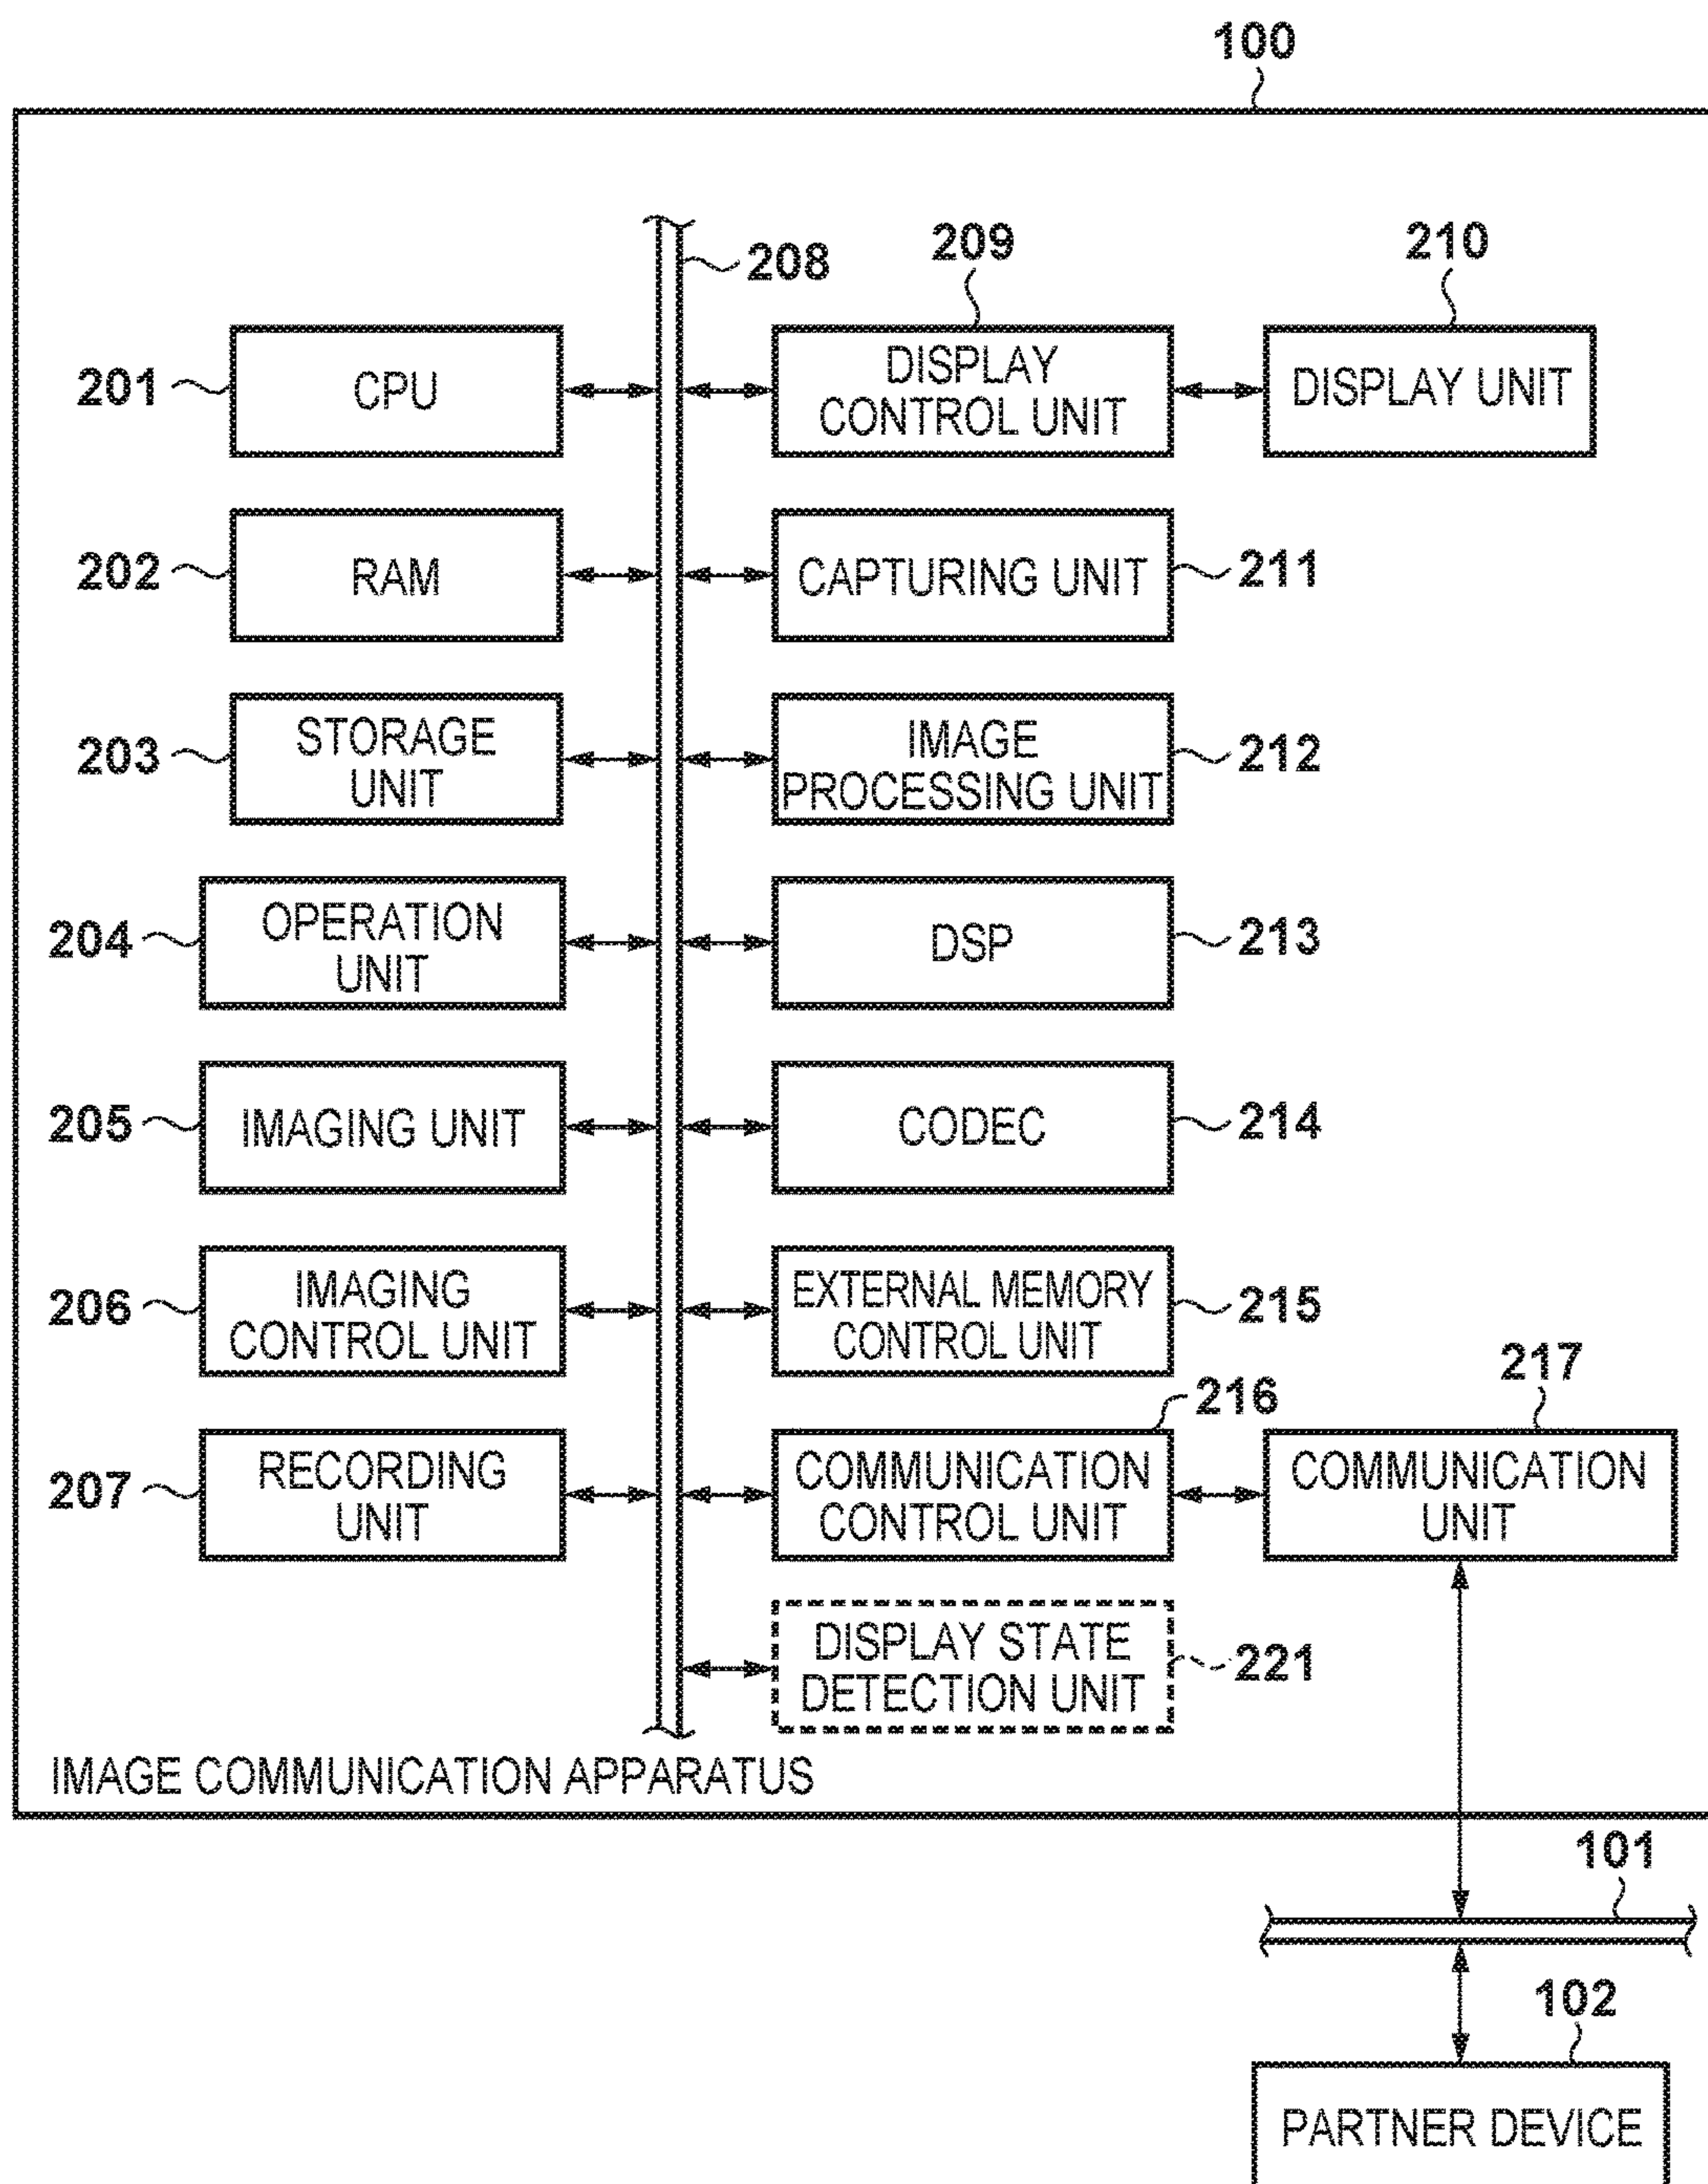 100
208
209
210
201
CPU
DISPLAY
CONTROL UNIT
DISPLAY UNIT
202
RAM
CAPTURING UNIT
211
203
STORAGE
UNIT
IMAGE
PROCESSING UNIT
212
204
OPERATION
UNIT
DSP
213
205
IMAGING UNIT
CODEC
214
206
IMAGING
CONTROL UNIT
EXTERNAL MEMORY
CONTROL UNIT
215
216
217
207
RECORDING
UNIT
COMMUNICATION
CONTROL UNIT
COMMUNICATION
UNIT
DISPLAY STATE
DETECTION UNIT
221
IMAGE COMMUNICATION APPARATUS
101
102
PARTNER DEVICE